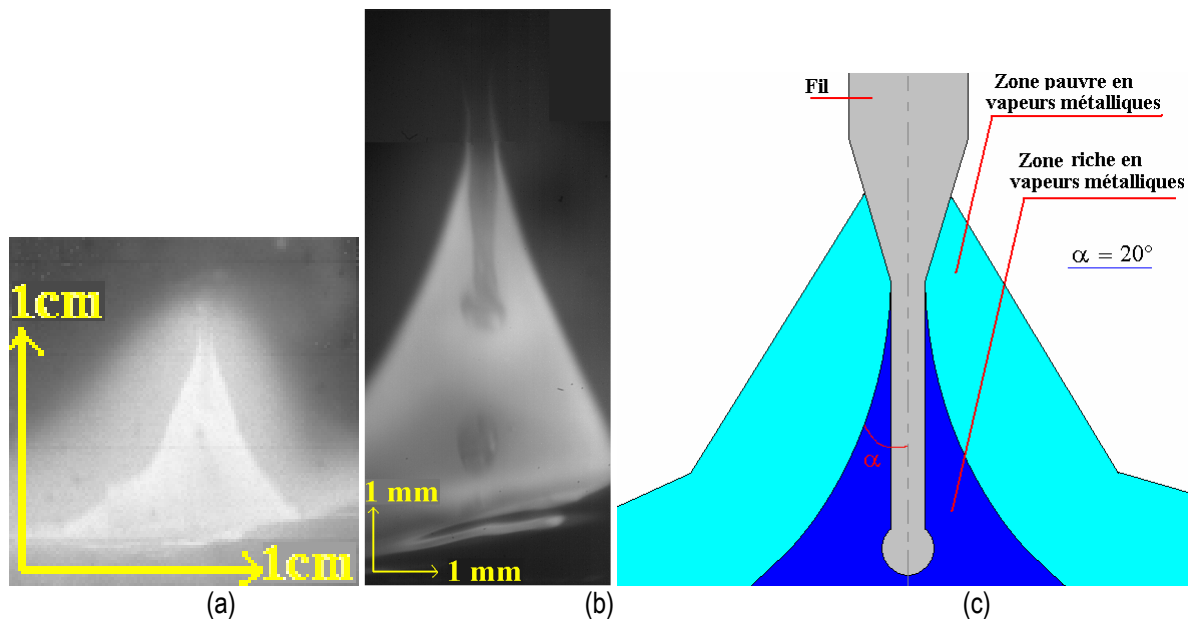 1cm
1cm
(a)
1 mm
1 mm
(b)
Fil
Zone pauvre en
vapeurs métalliques
Zone riche en
vapeurs métalliques
α = 20°
α
(c)